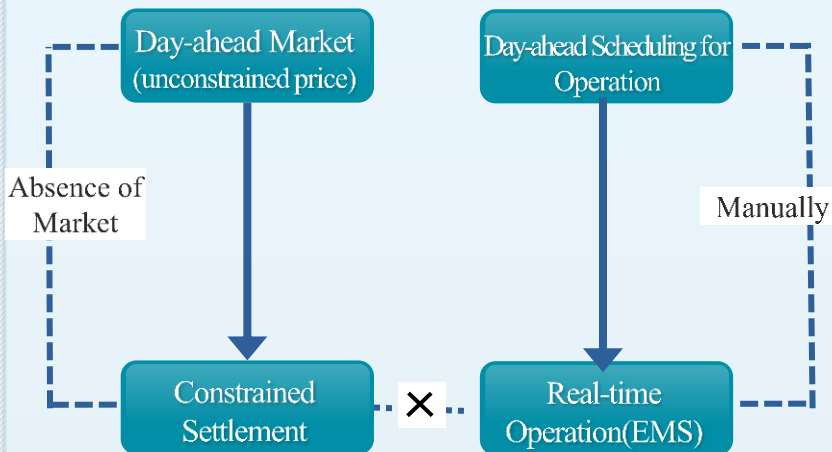 Day-ahead Market
(unconstrained price)
Day-ahead Scheduling for
Operation
Absence of
Market
Manually
Constrained
Settlement
×
Real-time
Operation(EMS)